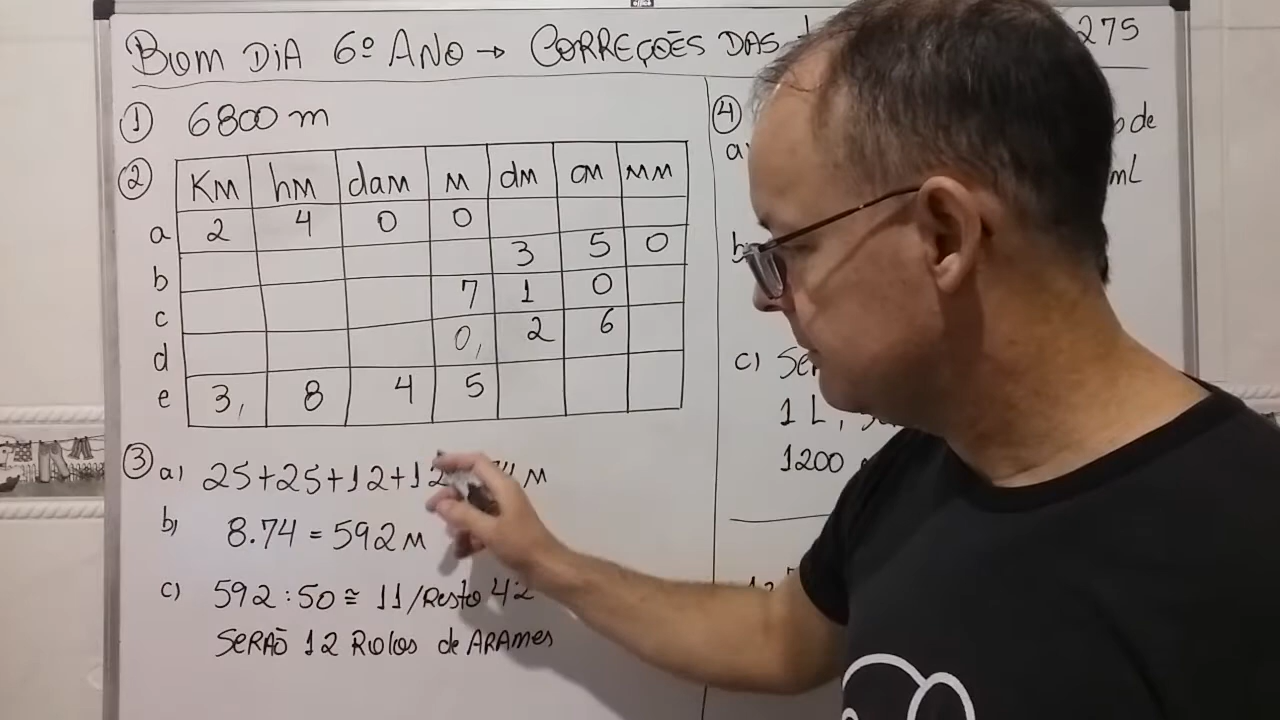 BOM DIA 6º ANO → CORREÇÕES DAS 275
① 6800 m
②
Km hm dam M dm cm MM
a 2 4 0 0
b 3 5 0
c 7 1 0
d 0, 2 6
e 3, 8 4 5
③ a) 25+25+12+12 74 M
b) 8.74 = 592 M
c) 592 : 50 ≅ 11 / Resto 42
SERÃO 12 Rolos de ARAMES
④ de
a mL
b
c)
1 L,
1200